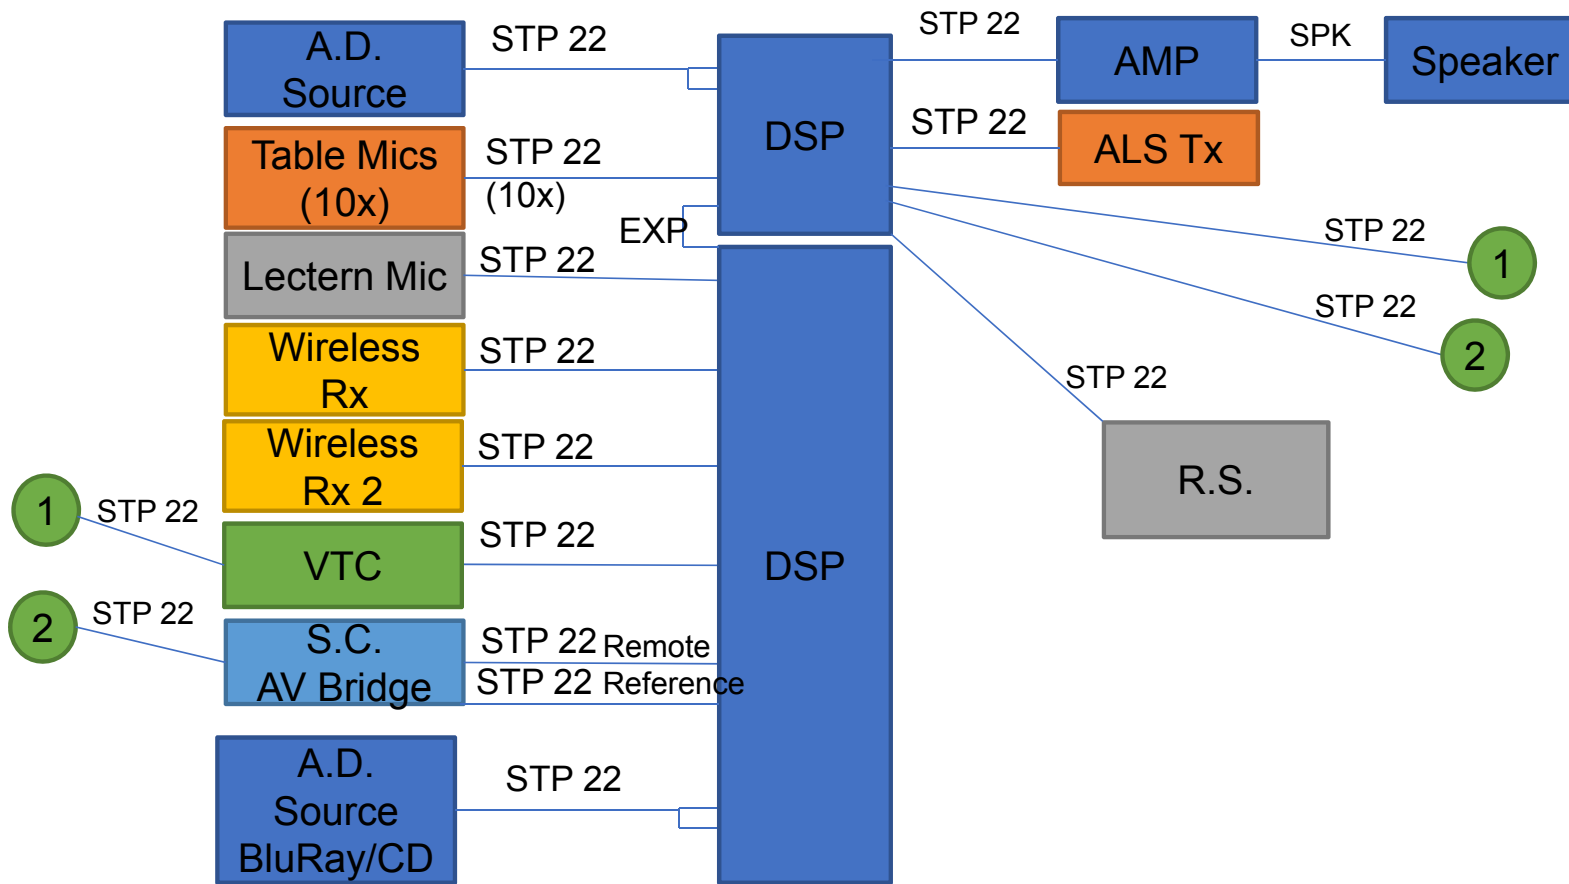 A.D.
Source
STP 22
DSP
STP 22
AMP
SPK
Speaker
Table Mics
(10x)
STP 22
(10x)
STP 22
ALS Tx
EXP
Lectern Mic
STP 22
STP 22
1
STP 22
2
Wireless
Rx
STP 22
STP 22
R.S.
Wireless
Rx 2
STP 22
1
STP 22
VTC
STP 22
DSP
2
STP 22
S.C.
AV Bridge
STP 22 Remote
STP 22 Reference
A.D.
Source
BluRay/CD
STP 22